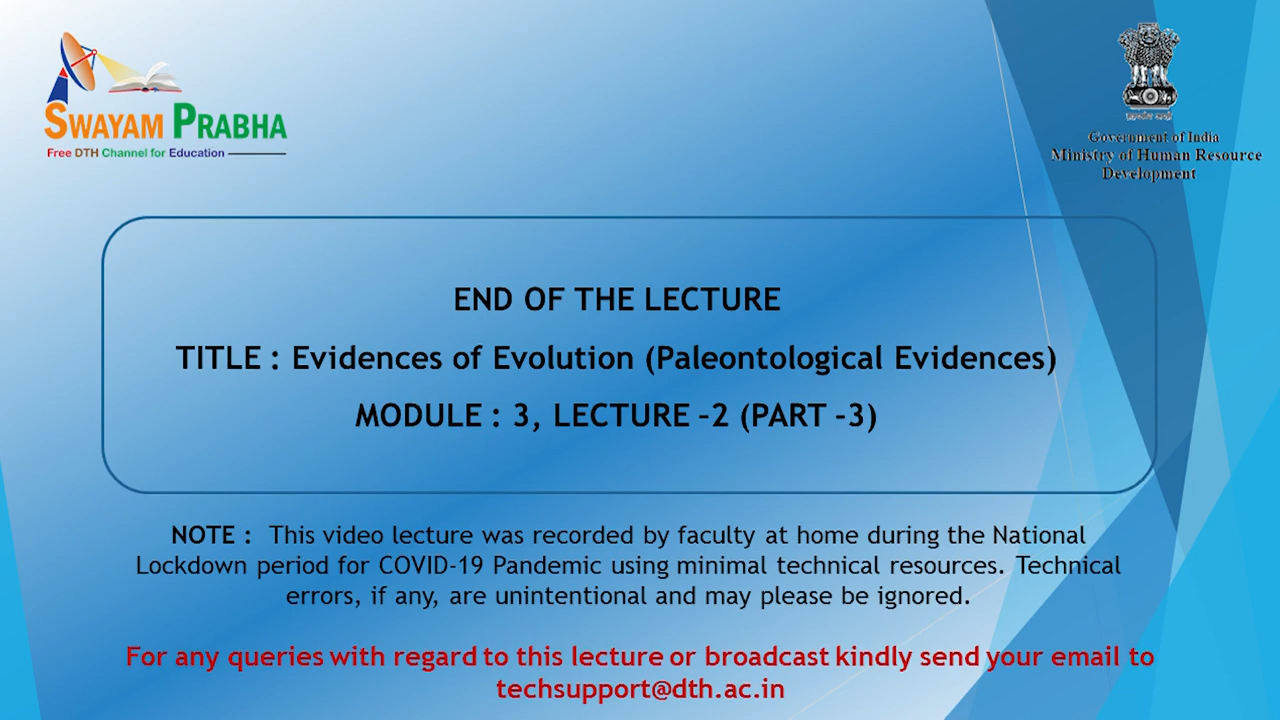 SWAYAM PRABHA
Free DTH Channel for Education
Government of India
Ministry of Human Resource
Development
END OF THE LECTURE
TITLE : Evidences of Evolution (Paleontological Evidences)
MODULE : 3, LECTURE –2 (PART –3)
NOTE : This video lecture was recorded by faculty at home during the National
Lockdown period for COVID-19 Pandemic using minimal technical resources. Technical
errors, if any, are unintentional and may please be ignored.
For any queries with regard to this lecture or broadcast kindly send your email to
techsupport@dth.ac.in